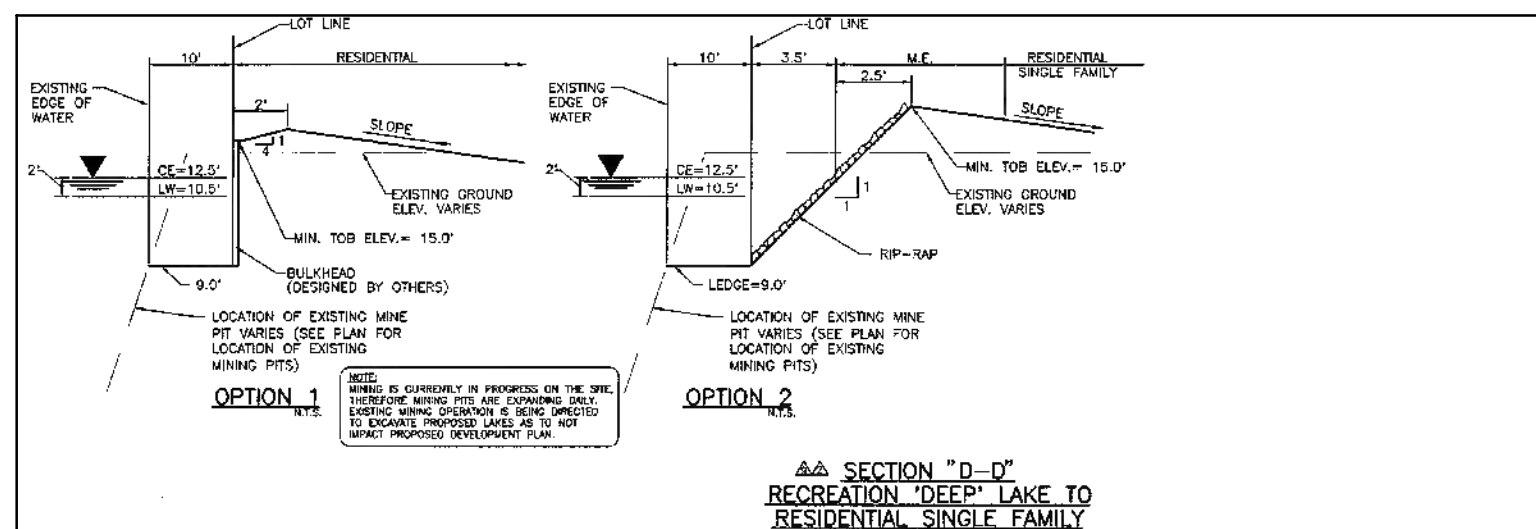 LOT LINE
10'
RESIDENTIAL
EXISTING
EDGE OF
WATER
2'
SLOPE
1
4
2'
CE=12.5'
LW=10.5'
EXISTING GROUND
ELEV. VARIES
MIN. TOB ELEV.= 15.0'
BULKHEAD
(DESIGNED BY OTHERS)
9.0'
LOCATION OF EXISTING MINE
PIT VARIES (SEE PLAN FOR
LOCATION OF EXISTING
MINING PITS)
OPTION 1
N.T.S.
NOTE:
MINING IS CURRENTLY IN PROGRESS ON THE SITE,
THEREFORE MINING PITS ARE EXPANDING DAILY.
EXISTING MINING OPERATION IS BEING DIRECTED
TO EXCAVATE PROPOSED LAKES AS TO NOT
IMPACT PROPOSED DEVELOPMENT PLAN.
LOT LINE
10'
3.5'
M.E.
RESIDENTIAL
SINGLE FAMILY
2.5'
EXISTING
EDGE OF
WATER
SLOPE
2'
CE=12.5'
LW=10.5'
MIN. TOB ELEV.= 15.0'
1
1
EXISTING GROUND
ELEV. VARIES
RIP-RAP
LEDGE=9.0'
LOCATION OF EXISTING MINE
PIT VARIES (SEE PLAN FOR
LOCATION OF EXISTING
MINING PITS)
OPTION 2
N.T.S.
SECTION "D-D"
RECREATION 'DEEP' LAKE TO
RESIDENTIAL SINGLE FAMILY